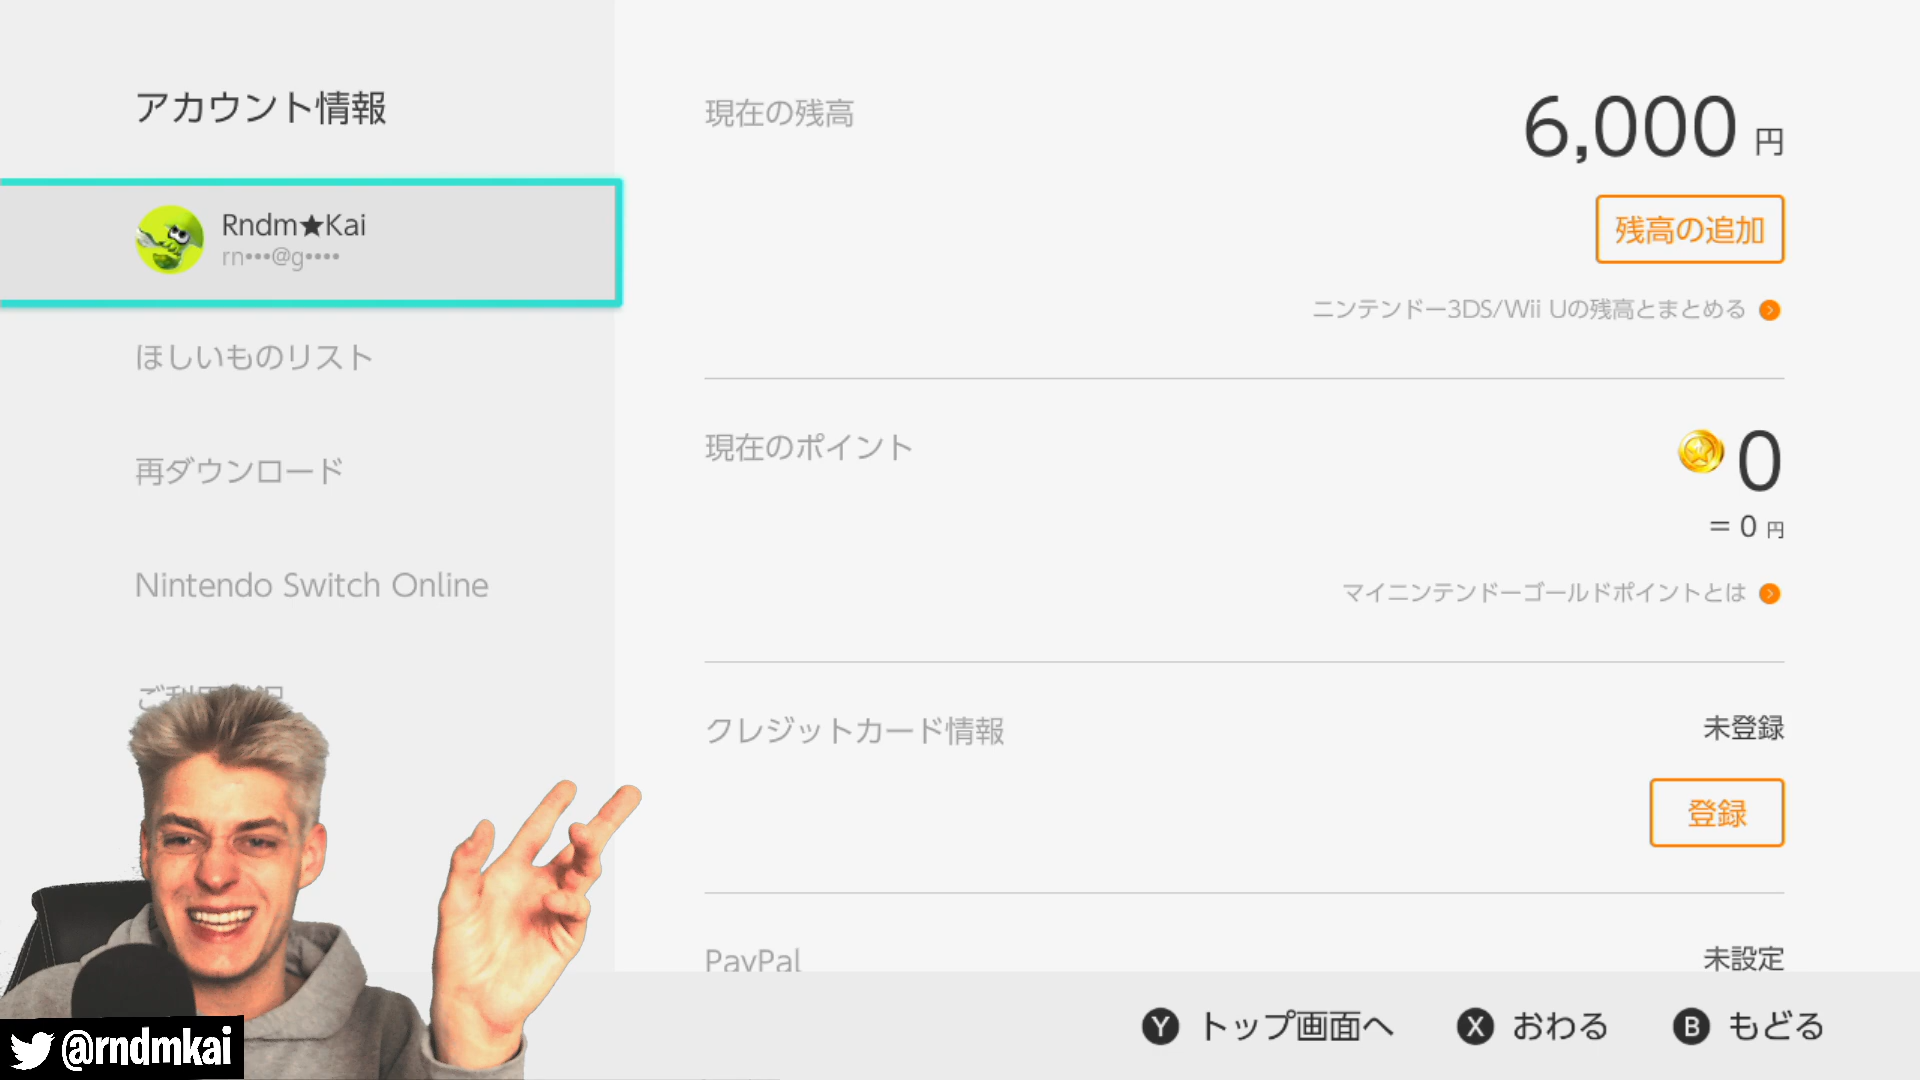 アカウント情報
Rndm★Kai
rn•••@g••••
ほしいものリスト
再ダウンロード
Nintendo Switch Online
現在の残高
6,000 円
残高の追加
ニンテンドー3DS/Wii Uの残高とまとめる
現在のポイント
0
= 0 円
マイニンテンドーゴールドポイントとは
クレジットカード情報
未登録
登録
PayPal
未設定
Y トップ画面へ
X おわる
B もどる
@rndmkai